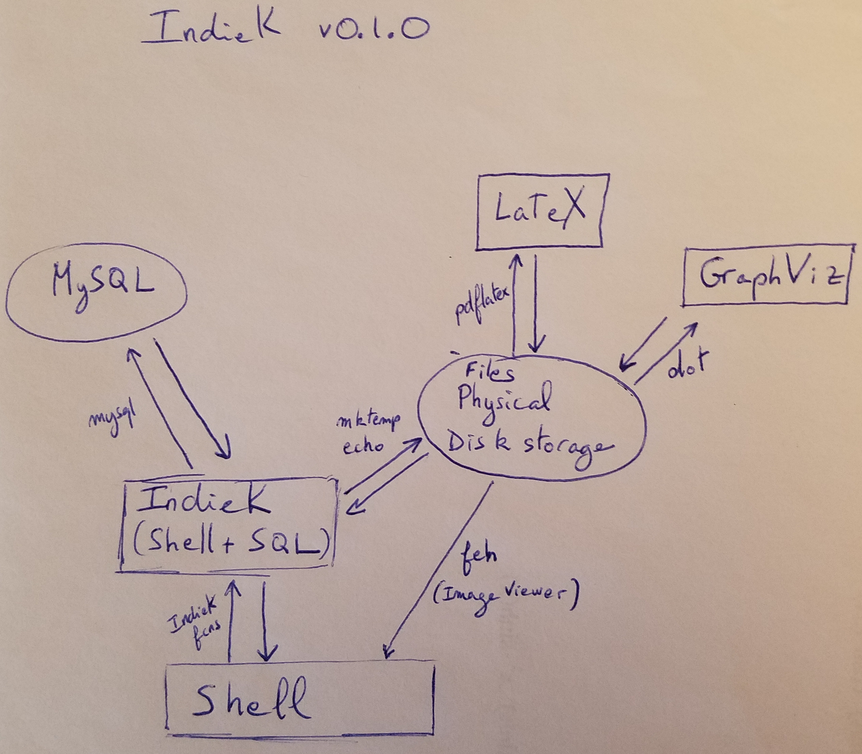 IndieK v0.1.0
LaTeX
MySQL
GraphViz
pdflatex
dot
Files
Physical
Disk storage
mysql
mktemp
echo
IndieK
(Shell + SQL)
feh
(Image Viewer)
IndieK
fcns
Shell